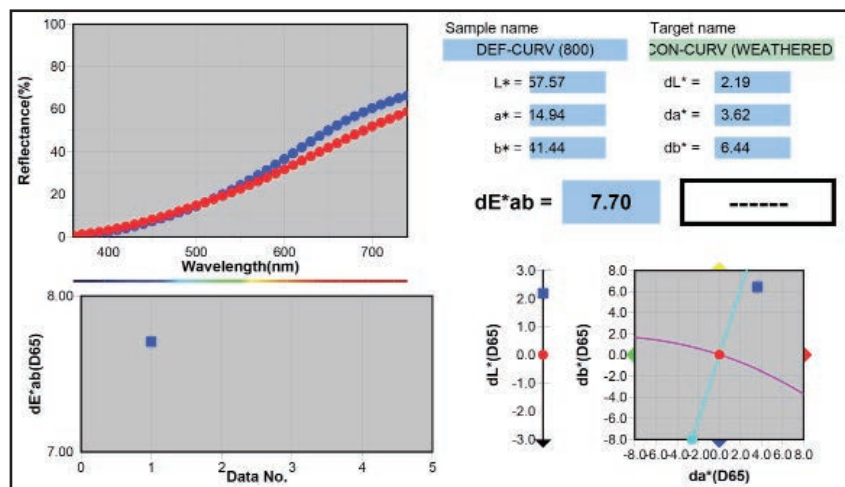 Sample name
Target name
DEF-CURV (800)
CON-CURV (WEATHERED
L* = 57.57
dL* = 2.19
a* = 14.94
da* = 3.62
b* = 41.44
db* = 6.44
dE*ab = 7.70
------
Reflectance(%)
100
80
60
40
20
0
400 500 600 700
Wavelength(nm)
dE*ab(D65)
8.00
7.00
0 1 2 3 4 5
Data No.
dL*(D65)
3.0
2.0
1.0
0.0
-1.0
-2.0
-3.0
db*(D65)
8.0
6.0
4.0
2.0
0.0
-2.0
-4.0
-6.0
-8.0
-8.0 -6.0 -4.0 -2.0 0.0 2.0 4.0 6.0 8.0
da*(D65)